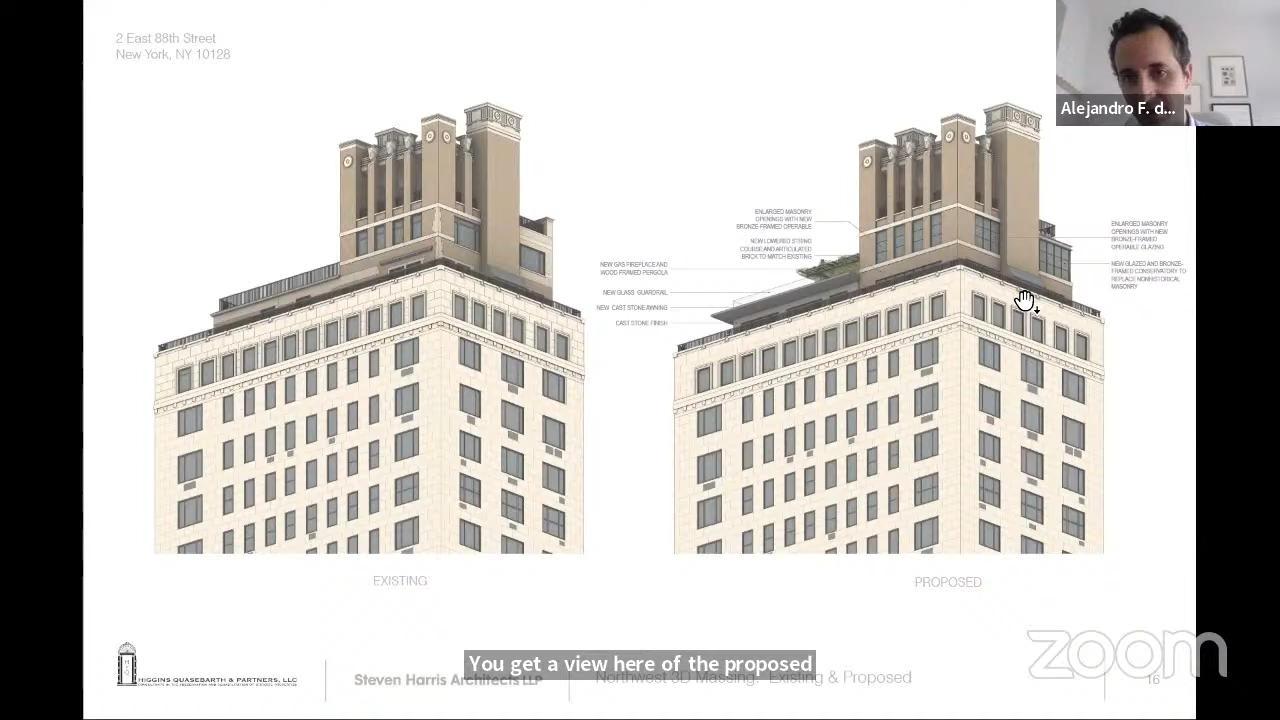 2 East 88th Street
New York, NY 10128
Alejandro F. d...
ENLARGED MASONRY
OPENINGS WITH NEW
BRONZE-FRAMED OPERABLE
NEW LOWERED STRING
COURSE AND ARTICULATED
BRICK TO MATCH EXISTING
NEW GAS FIREPLACE AND
WOOD FRAMED PERGOLA
NEW GLASS GUARDRAIL
NEW CAST STONE AWNING
CAST STONE FINISH
ENLARGED MASONRY
OPENINGS WITH NEW
BRONZE-FRAMED
OPERABLE GLAZING
NEW GLAZED AND BRONZE-
FRAMED CONSERVATORY TO
REPLACE NONHISTORICAL
MASONRY
EXISTING
PROPOSED
HIGGINS QUASEBARTH & PARTNERS, LLC
Steven Harris Architects LLP
You get a view here of the proposed
Northwest 3D Massing: Existing & Proposed
zoom
16